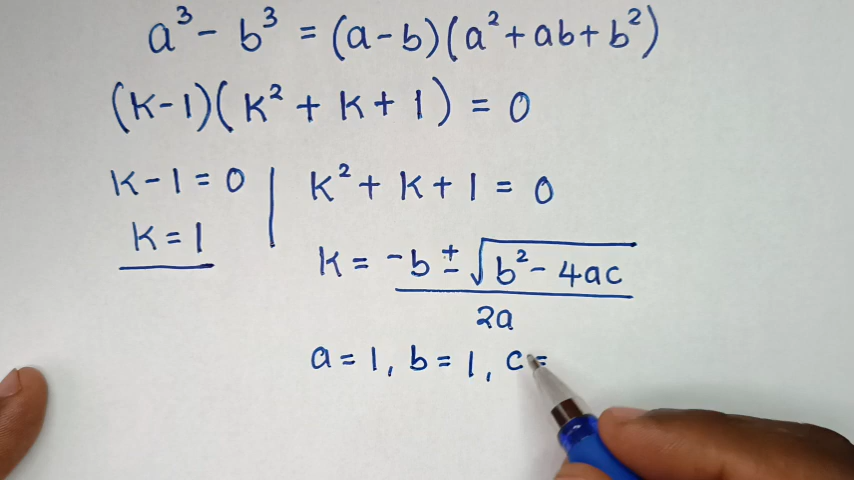 a³ - b³ = (a-b)(a² + ab + b²)
(K-1)(K² + K + 1) = 0
K-1 = 0 | K² + K + 1 = 0
K = 1
K = -b ± √(b² - 4ac) / 2a
a = 1, b = 1, c =